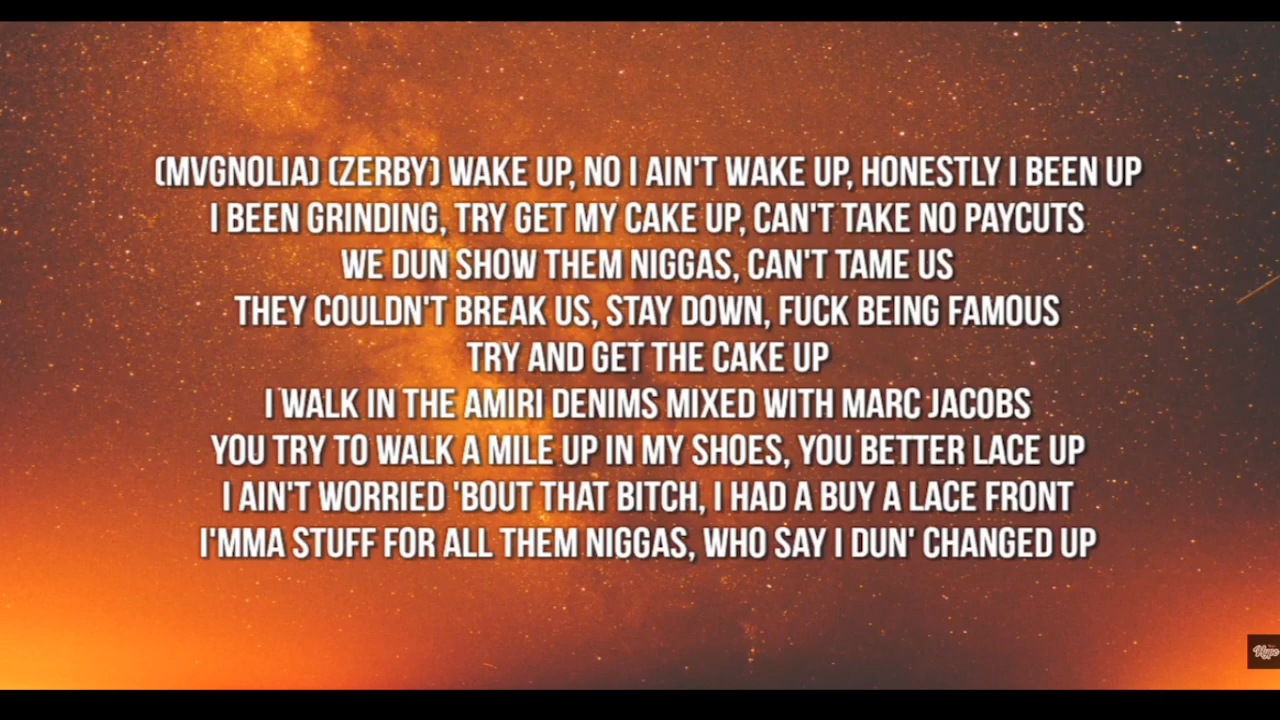 (MVGNOLIA) (ZERBY) WAKE UP, NO I AIN'T WAKE UP, HONESTLY I BEEN UP
I BEEN GRINDING, TRY GET MY CAKE UP, CAN'T TAKE NO PAYCUTS
WE DUN SHOW THEM NIGGAS, CAN'T TAME US
THEY COULDN'T BREAK US, STAY DOWN, FUCK BEING FAMOUS
TRY AND GET THE CAKE UP
I WALK IN THE AMIRI DENIMS MIXED WITH MARC JACOBS
YOU TRY TO WALK A MILE UP IN MY SHOES, YOU BETTER LACE UP
I AIN'T WORRIED 'BOUT THAT BITCH, I HAD A BUY A LACE FRONT
I'MMA STUFF FOR ALL THEM NIGGAS, WHO SAY I DUN' CHANGED UP
Hype